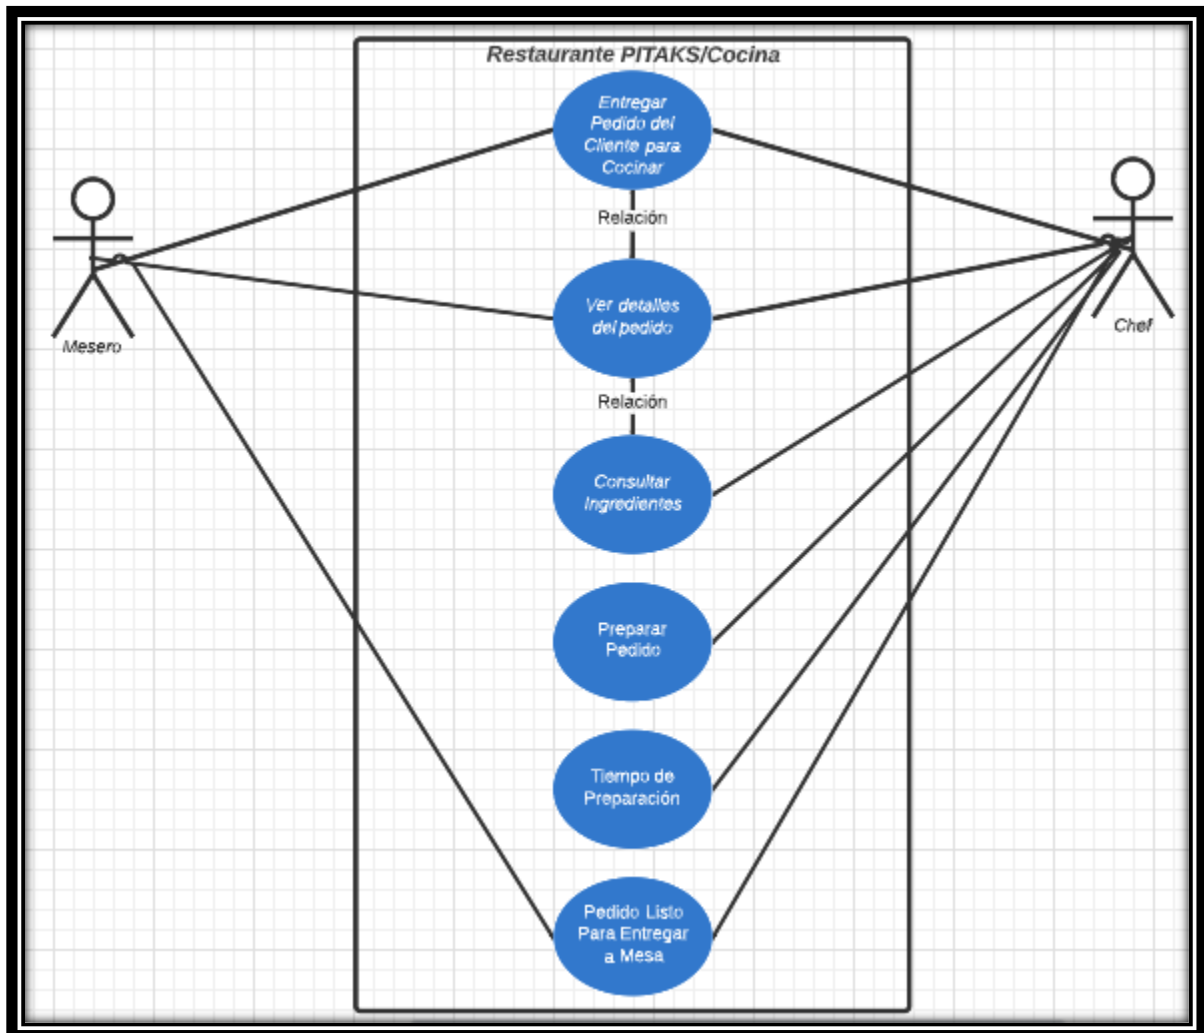 Restaurante PITAKS/Cocina
Entregar
Pedido del
Cliente para
Cocinar
Relación
Ver detalles
del pedido
Mesero
Chef
Relación
Consultar
Ingredientes
Preparar
Pedido
Tiempo de
Preparación
Pedido Listo
Para Entregar
a Mesa